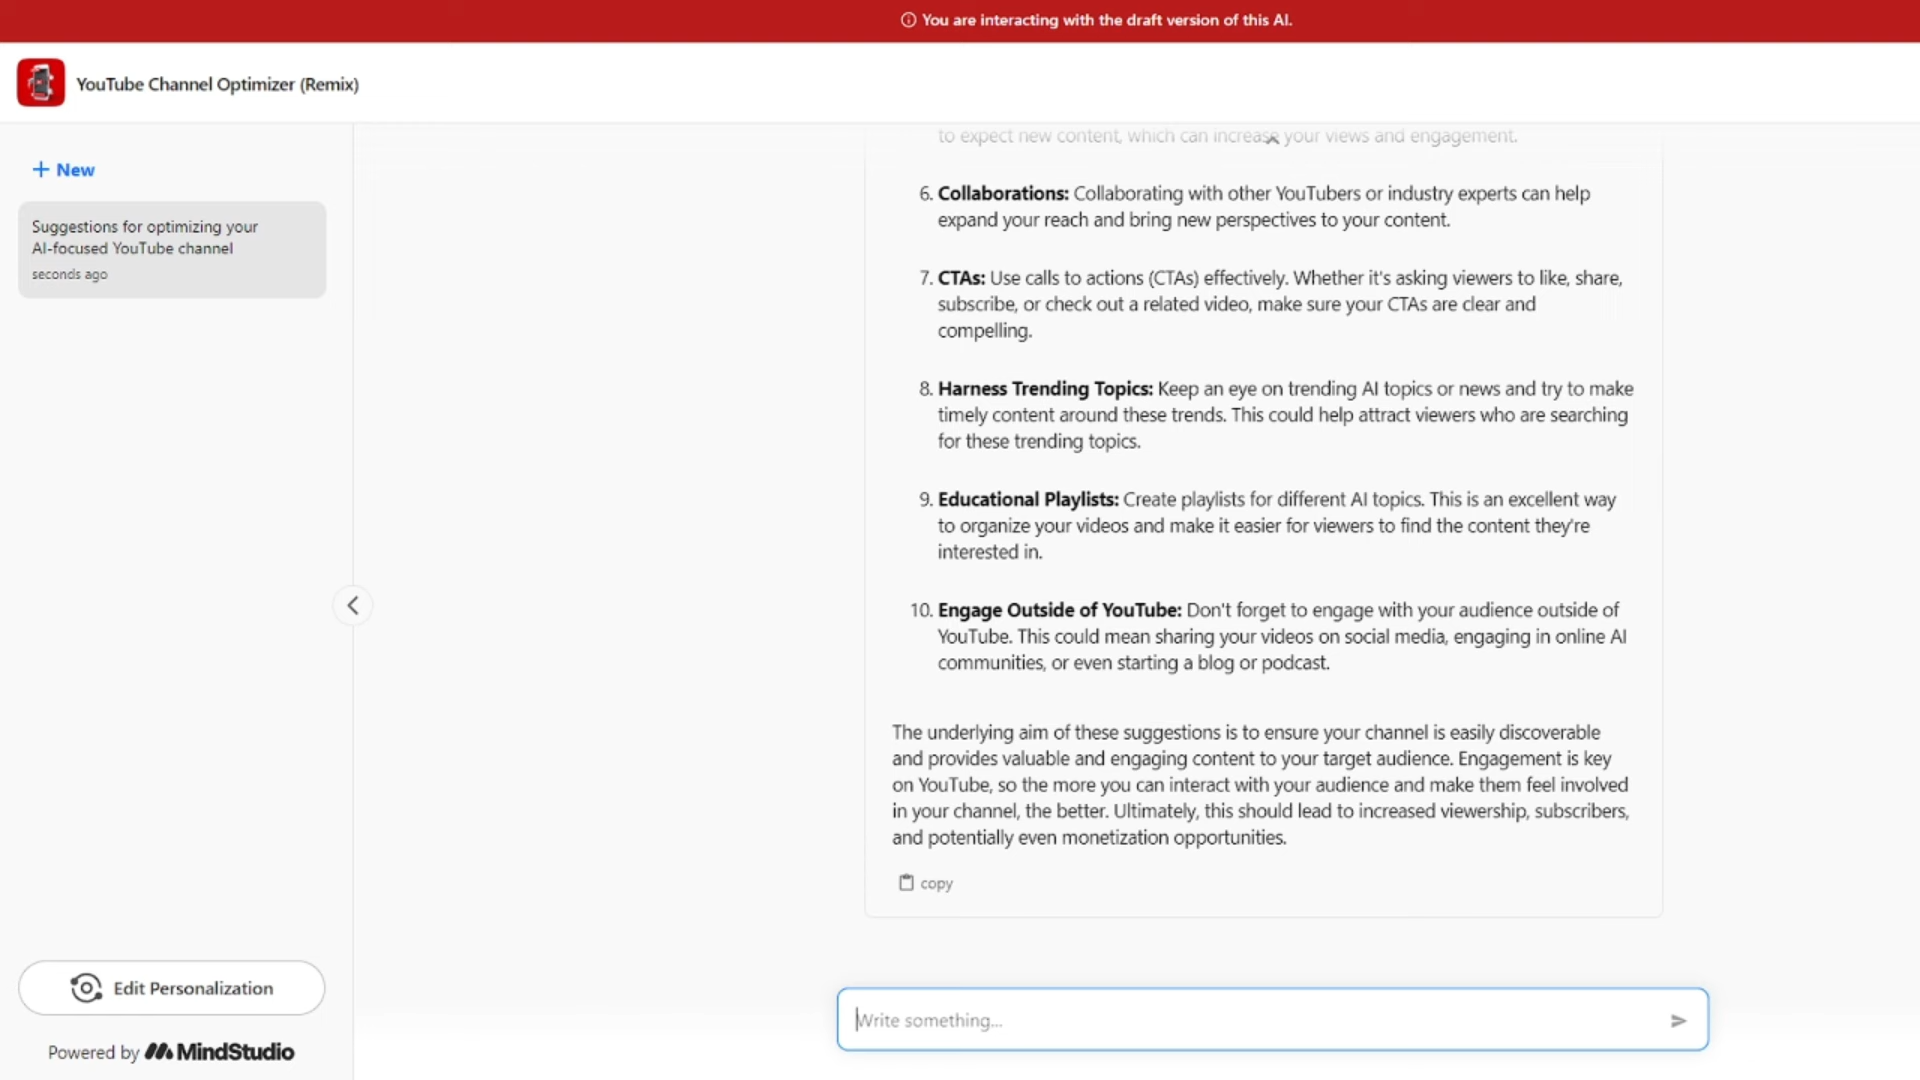 You are interacting with the draft version of this AI.
YouTube Channel Optimizer (Remix)
New
Suggestions for optimizing your
AI-focused YouTube channel
seconds ago
to expect new content, which can increase your views and engagement.
6. Collaborations: Collaborating with other YouTubers or industry experts can help
expand your reach and bring new perspectives to your content.
7. CTAs: Use calls to actions (CTAs) effectively. Whether it's asking viewers to like, share,
subscribe, or check out a related video, make sure your CTAs are clear and
compelling.
8. Harness Trending Topics: Keep an eye on trending AI topics or news and try to make
timely content around these trends. This could help attract viewers who are searching
for these trending topics.
9. Educational Playlists: Create playlists for different AI topics. This is an excellent way
to organize your videos and make it easier for viewers to find the content they're
interested in.
10. Engage Outside of YouTube: Don't forget to engage with your audience outside of
YouTube. This could mean sharing your videos on social media, engaging in online AI
communities, or even starting a blog or podcast.
The underlying aim of these suggestions is to ensure your channel is easily discoverable
and provides valuable and engaging content to your target audience. Engagement is key
on YouTube, so the more you can interact with your audience and make them feel involved
in your channel, the better. Ultimately, this should lead to increased viewership, subscribers,
and potentially even monetization opportunities.
copy
Edit Personalization
Write something...
Powered by MindStudio